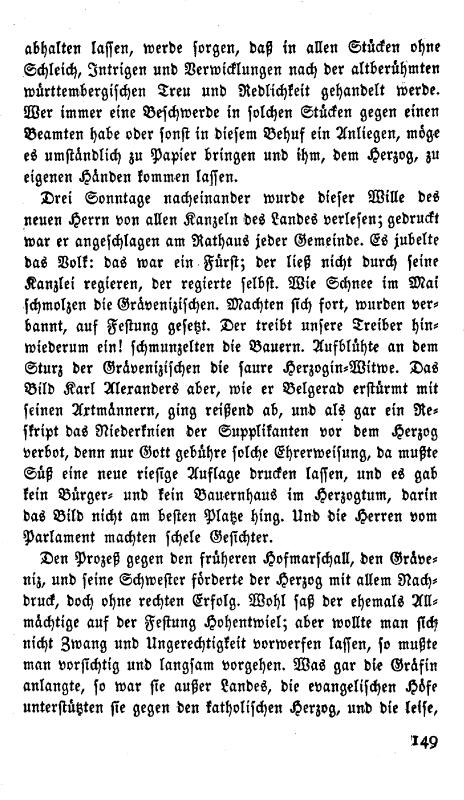 abhalten lassen, werde sorgen, daß in allen Stücken ohne
Schleich, Intrigen und Verwicklungen nach der altberühmten
württembergischen Treu und Redlichkeit gehandelt werde.
Wer immer eine Beschwerde in solchen Stücken gegen einen
Beamten habe oder sonst in diesem Behuf ein Anliegen, möge
es umständlich zu Papier bringen und ihm, dem Herzog, zu
eigenen Händen kommen lassen.
Drei Sonntage nacheinander wurde dieser Wille des
neuen Herrn von allen Kanzeln des Landes verlesen; gedruckt
war er angeschlagen am Rathaus jeder Gemeinde. Es jubelte
das Volk: das war ein Fürst; der ließ nicht durch seine
Kanzlei regieren, der regierte selbst. Wie Schnee im Mai
schmolzen die Grävenizischen. Machten sich fort, wurden ver-
bannt, auf Festung gesetzt. Der treibt unsere Treiber hin-
wiederum ein! schmunzelten die Bauern. Aufblühte an dem
Sturz der Grävenizischen die saure Herzogin-Witwe. Das
Bild Karl Alexanders aber, wie er Belgerad erstürmt mit
seinen Artmännern, ging reißend ab, und als gar ein Re-
skript das Niederknien der Supplikanten vor dem Herzog
verbot, denn nur Gott gebühre solche Ehrerweisung, da mußte
Süß eine neue riesige Auflage drucken lassen, und es gab
kein Bürger- und kein Bauernhaus im Herzogtum, darin
das Bild nicht am besten Platze hing. Und die Herren vom
Parlament machten schele Gesichter.
Den Prozeß gegen den früheren Hofmarschall, den Gräve-
niz, und seine Schwester förderte der Herzog mit allem Nach-
druck, doch ohne rechten Erfolg. Wohl saß der ehemals All-
mächtige auf der Festung Hohentwiel; aber wollte man sich
nicht Zwang und Ungerechtigkeit vorwerfen lassen, so mußte
man vorsichtig und langsam vorgehen. Was gar die Gräfin
anlangte, so war sie außer Landes, die evangelischen Höfe
unterstützten sie gegen den katholischen Herzog, und die leise,
149